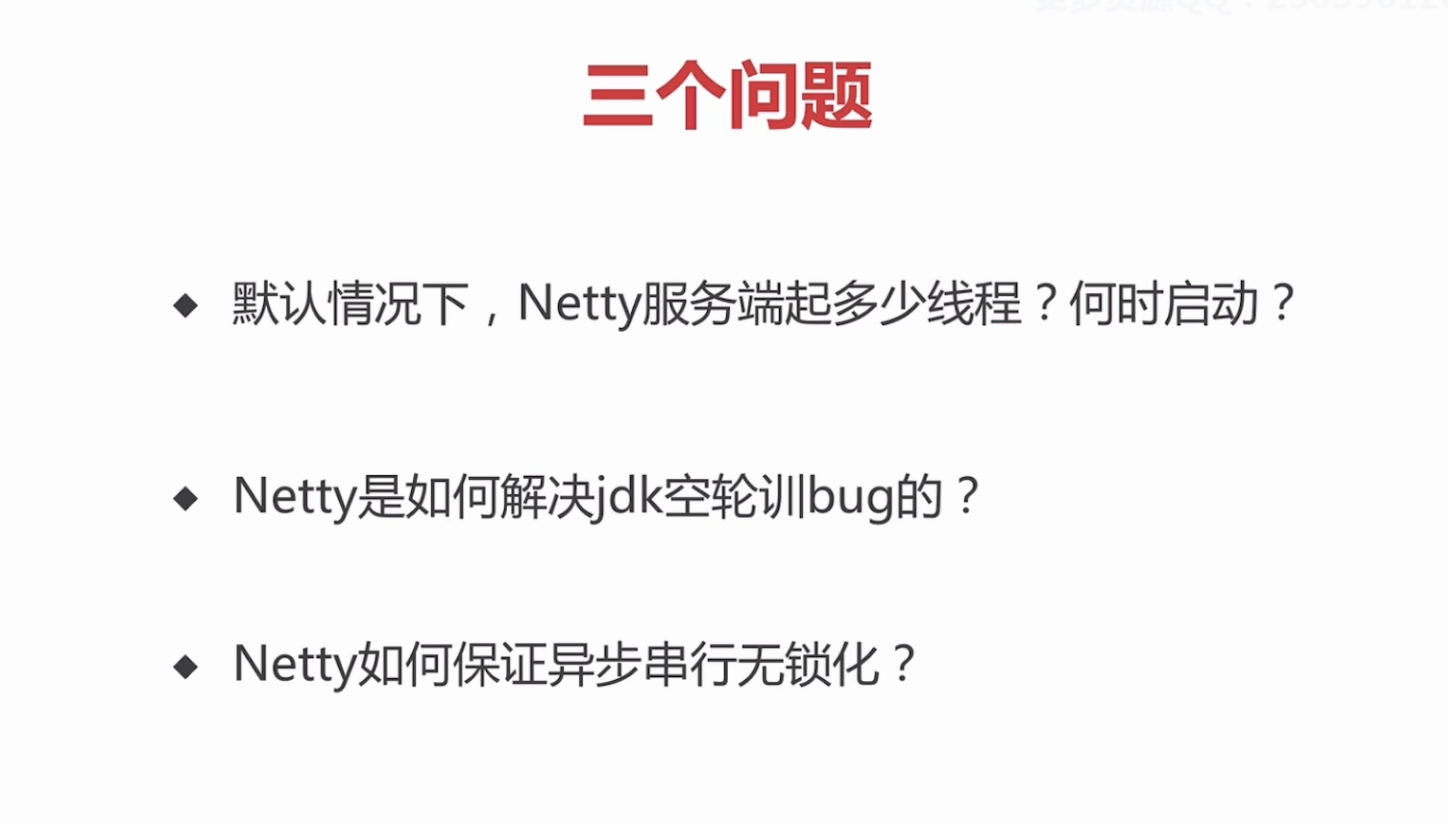 三个问题
◆ 默认情况下，Netty服务端起多少线程？何时启动？
◆ Netty是如何解决jdk空轮训bug的？
◆ Netty如何保证异步串行无锁化？